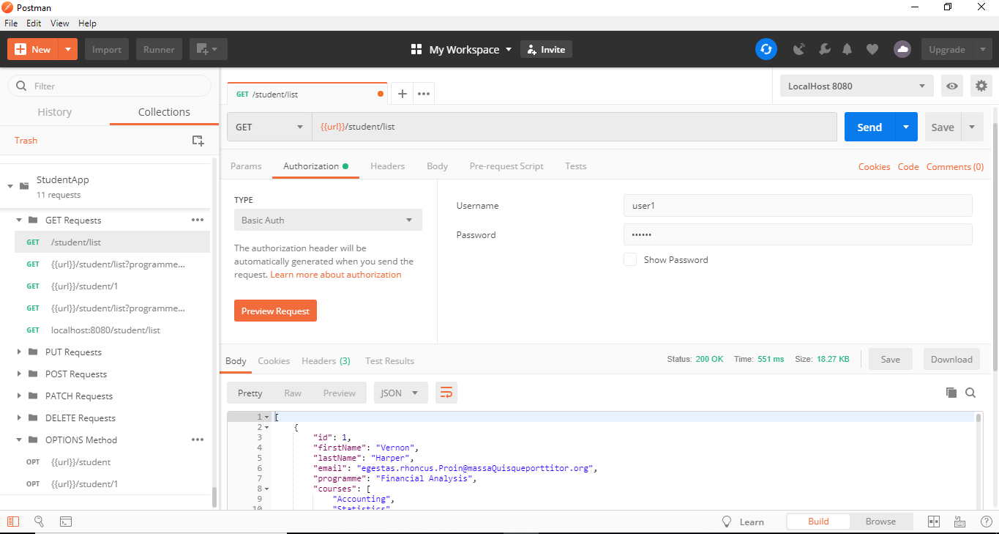 Postman
File Edit View Help
New Import Runner My Workspace Invite Upgrade
Filter
History Collections
Trash
StudentApp
11 requests
GET Requests
GET /student/list
GET {{url}}/student/list?programme...
GET {{url}}/student/1
GET {{url}}/student/list?programme...
GET localhost:8080/student/list
PUT Requests
POST Requests
PATCH Requests
DELETE Requests
OPTIONS Method
OPT {{url}}/student
OPT {{url}}/student/1
GET /student/list
LocalHost 8080
GET {{url}}/student/list Send Save
Params Authorization Headers Body Pre-request Script Tests Cookies Code Comments (0)
TYPE
Basic Auth
The authorization header will be
automatically generated when you send the
request. Learn more about authorization
Preview Request
Username user1
Password ••••••
Show Password
Body Cookies Headers (3) Test Results Status: 200 OK Time: 551 ms Size: 18.27 KB Save Download
Pretty Raw Preview JSON
1 [
2 {
3 "id": 1,
4 "firstName": "Vernon",
5 "lastName": "Harper",
6 "email": "egestas.rhoncus.Proin@massaQuisqueporttitor.org",
7 "programme": "Financial Analysis",
8 "courses": [
9 "Accounting",
10 "Statistics"
Learn Build Browse